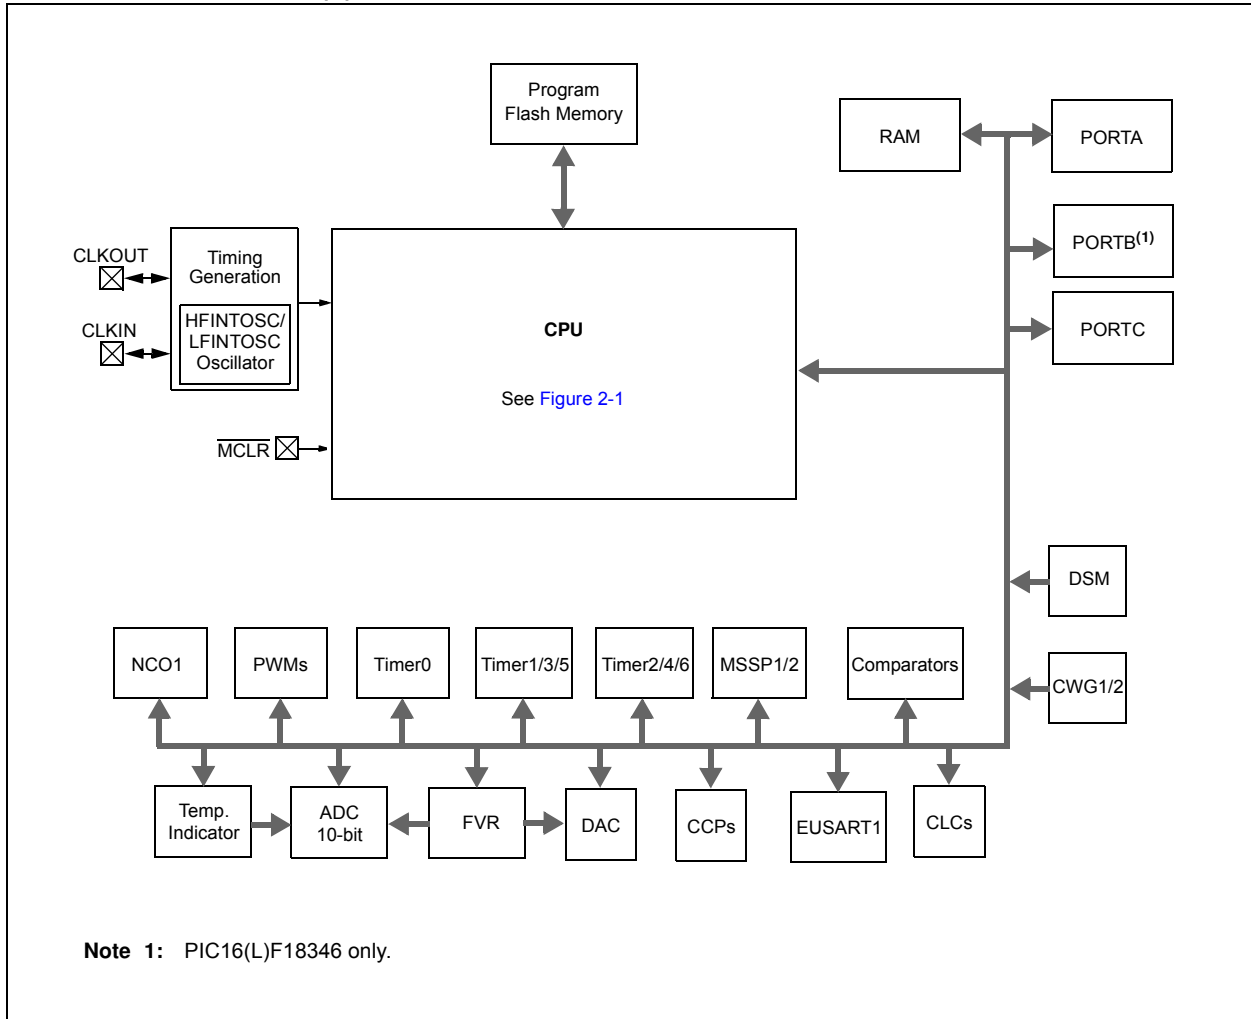 Program
Flash Memory
RAM
PORTA
PORTB(1)
PORTC
CLKOUT
CLKIN
Timing
Generation
HFINTOSC/
LFINTOSC
Oscillator
MCLR
CPU
See Figure 2-1
DSM
CWG1/2
NCO1
PWMs
Timer0
Timer1/3/5
Timer2/4/6
MSSP1/2
Comparators
Temp.
Indicator
ADC
10-bit
FVR
DAC
CCPs
EUSART1
CLCs
Note 1: PIC16(L)F18346 only.